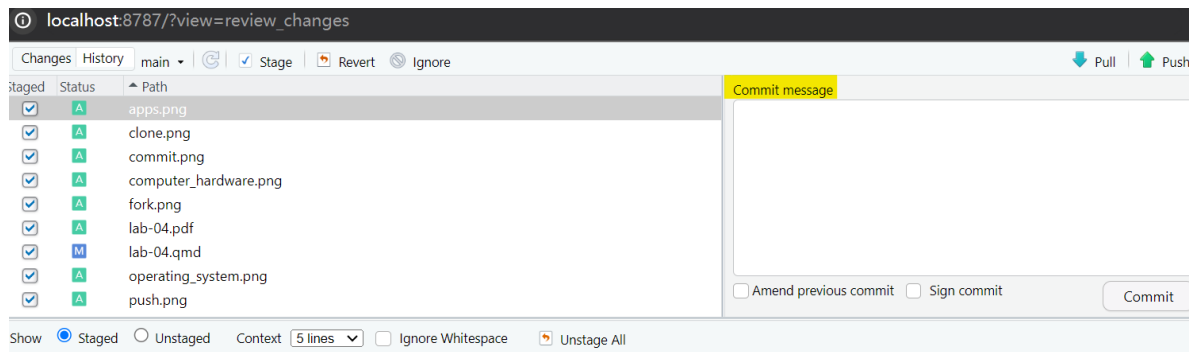 localhost:8787/?view=review_changes
Changes History main Stage Revert Ignore Pull Push
Staged Status Path Commit message
A apps.png
A clone.png
A commit.png
A computer_hardware.png
A fork.png
A lab-04.pdf
M lab-04.qmd
A operating_system.png
Amend previous commit Sign commit Commit
A push.png
Show Staged Unstaged Context 5 lines Ignore Whitespace Unstage All